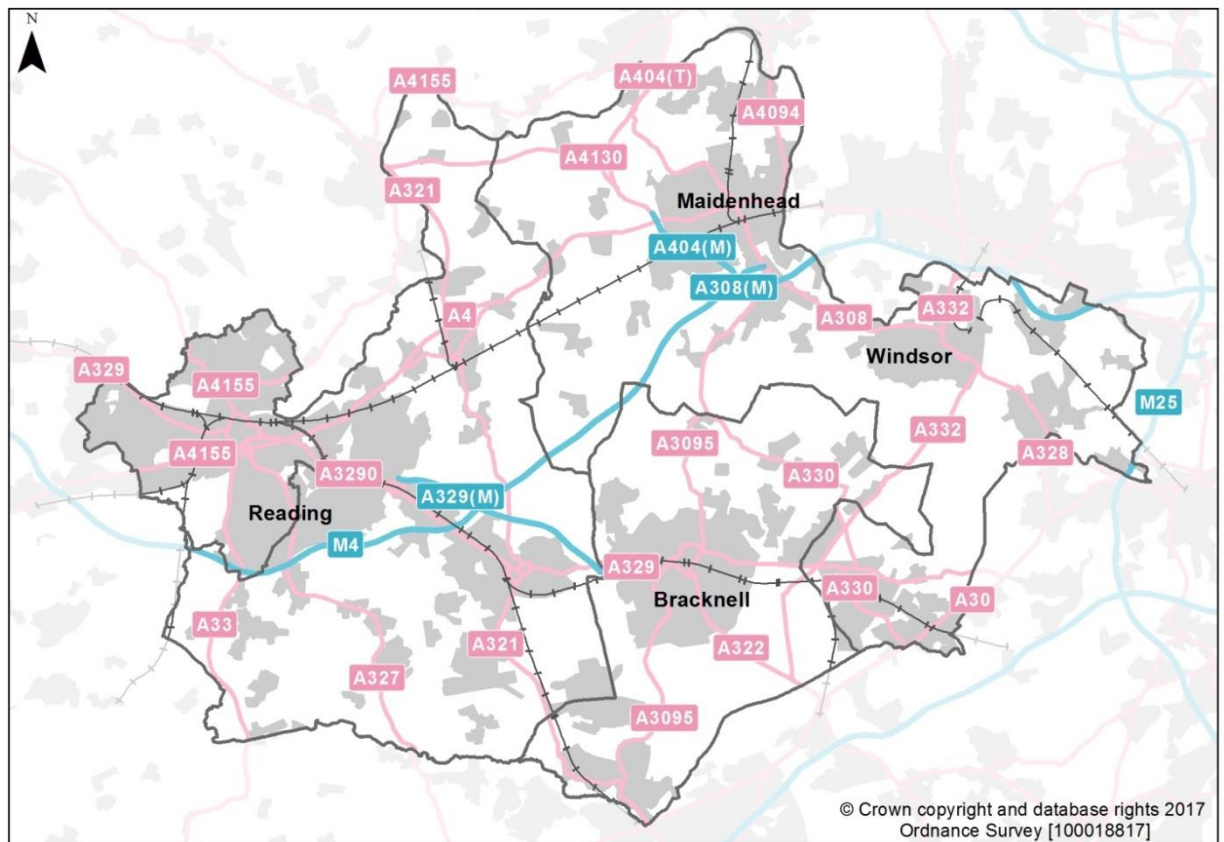 N
A4155
A404(T)
A4094
A4130
A321
Maidenhead
A404(M)
A308(M)
A4
A308
A332
Windsor
A329
A4155
M25
A332
A3095
A4155
A328
A3290
A330
A329(M)
Reading
M4
A329
Bracknell
A330
A30
A33
A321
A322
A327
A3095
© Crown copyright and database rights 2017
Ordnance Survey [100018817]